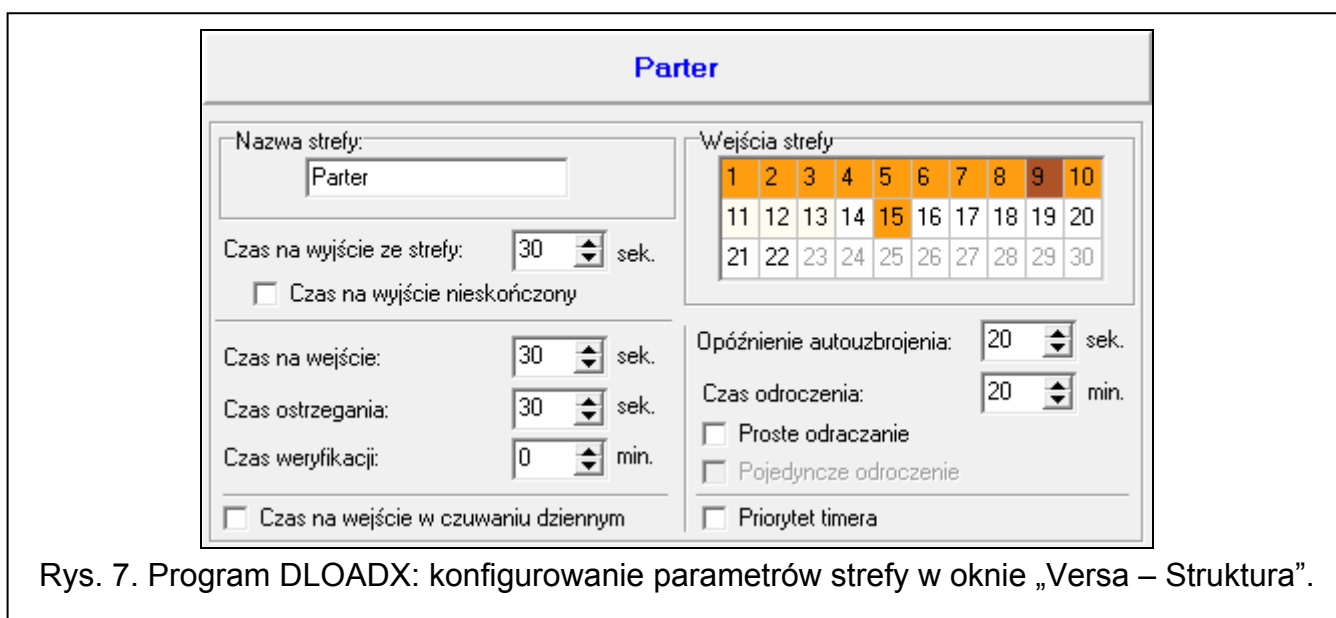 Parter
Nazwa strefy:
Parter
Czas na wyjście ze strefy: 30 sek.
Czas na wyjście nieskończony
Czas na wejście: 30 sek.
Czas ostrzegania: 30 sek.
Czas weryfikacji: 0 min.
Czas na wejście w czuwaniu dziennym
Wejścia strefy
1 2 3 4 5 6 7 8 9 10
11 12 13 14 15 16 17 18 19 20
21 22 23 24 25 26 27 28 29 30
Opóźnienie autouzbrojenia: 20 sek.
Czas odroczenia: 20 min.
Proste odraczanie
Pojedyncze odroczenie
Priorytet timera
Rys. 7. Program DLOADX: konfigurowanie parametrów strefy w oknie „Versa – Struktura”.